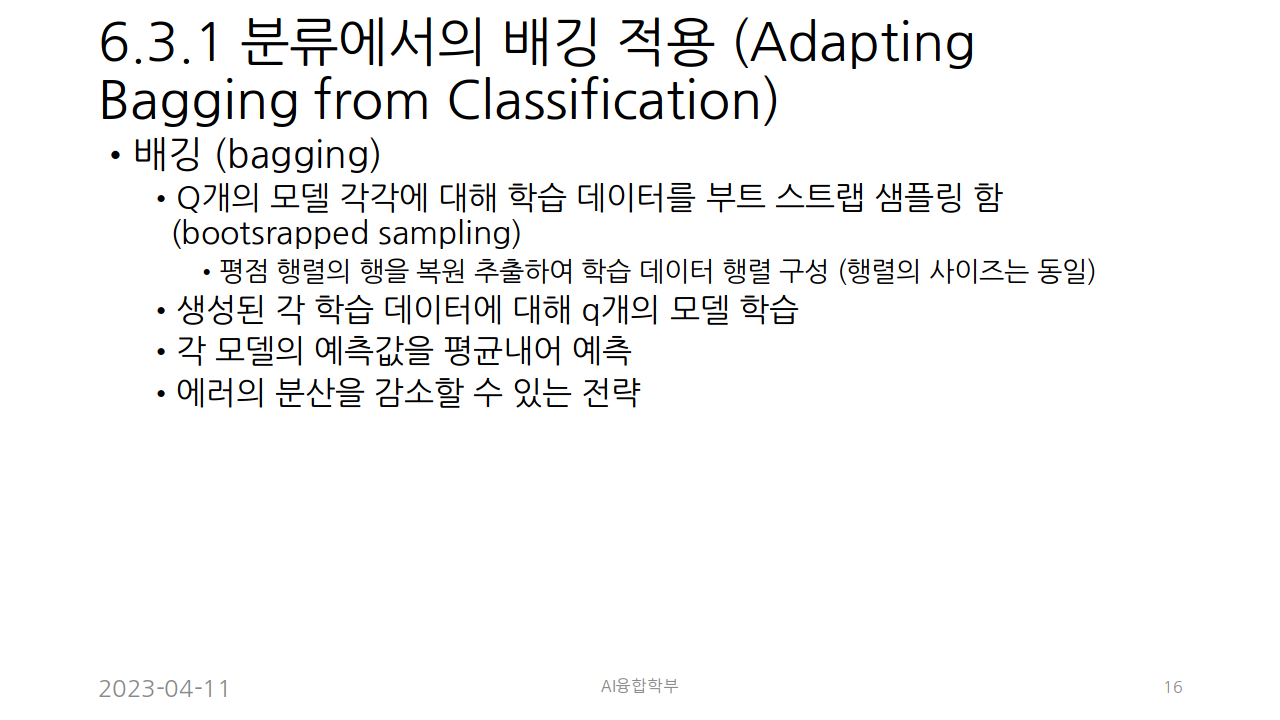 6.3.1 분류에서의 배깅 적용 (Adapting
Bagging from Classification)
• 배깅 (bagging)
• Q개의 모델 각각에 대해 학습 데이터를 부트 스트랩 샘플링 함
(bootsrapped sampling)
• 평점 행렬의 행을 복원 추출하여 학습 데이터 행렬 구성 (행렬의 사이즈는 동일)
• 생성된 각 학습 데이터에 대해 q개의 모델 학습
• 각 모델의 예측값을 평균내어 예측
• 에러의 분산을 감소할 수 있는 전략
2023-04-11
AI융합학부
16